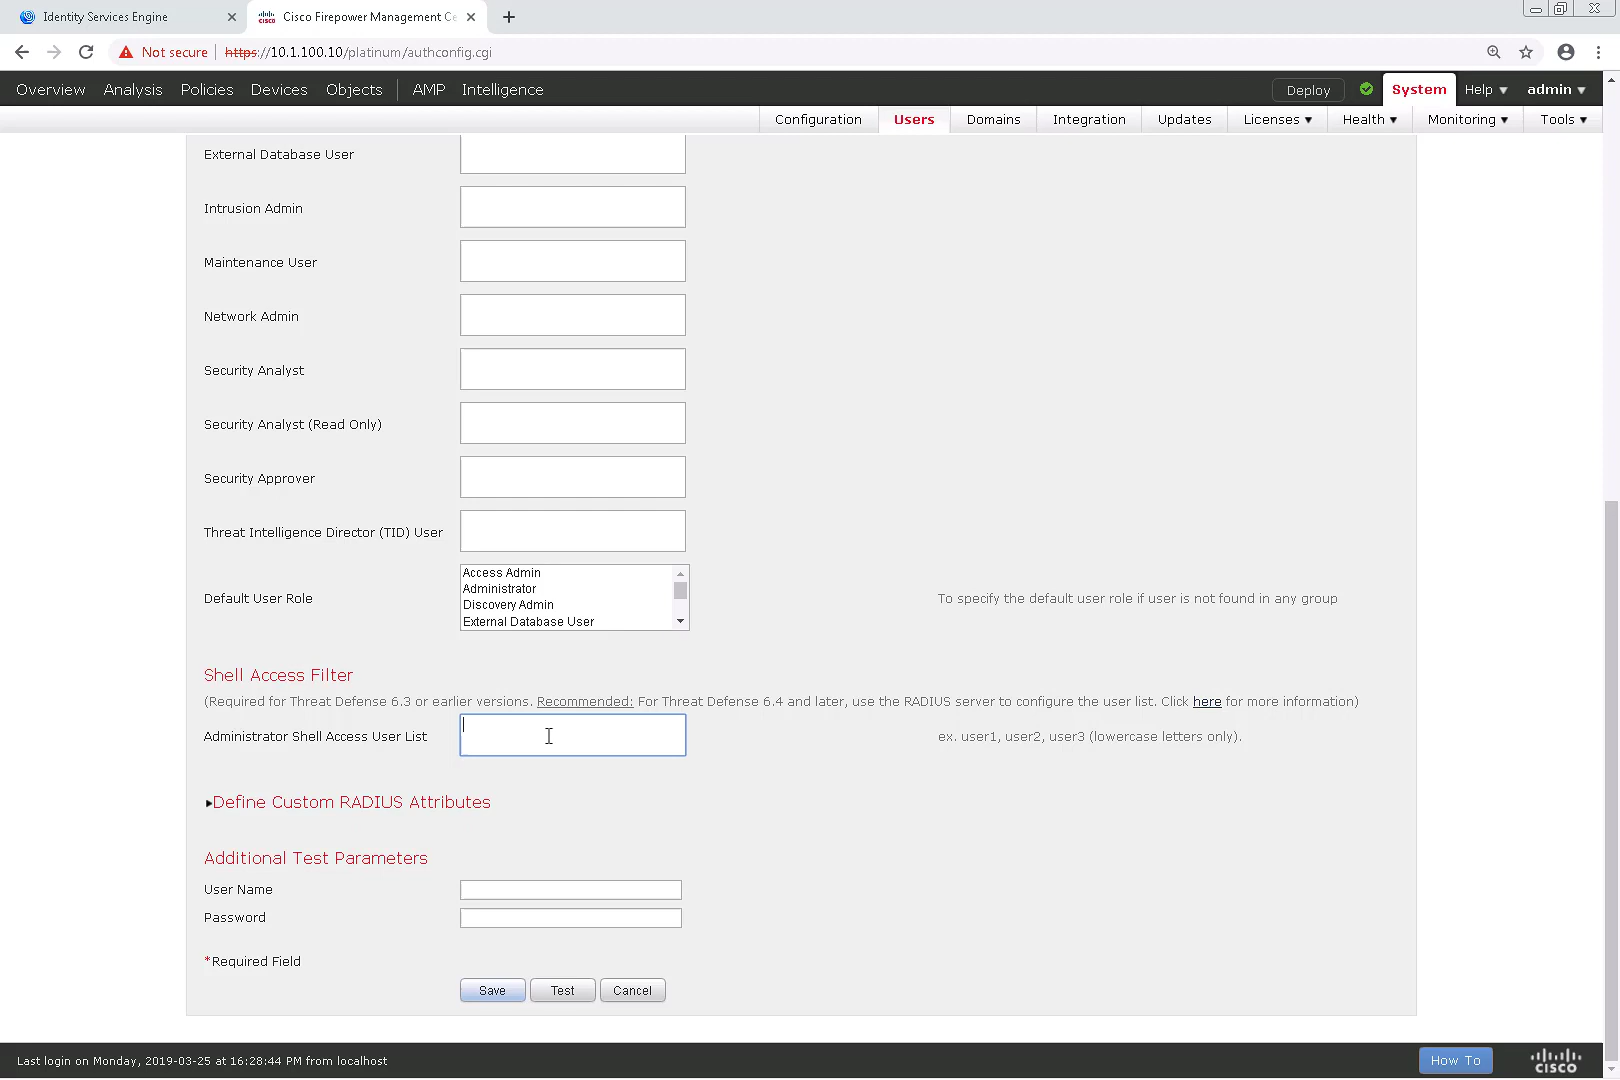 Identity Services Engine
Cisco Firepower Management Ce
Not secure https://10.1.100.10/platinum/authconfig.cgi
Overview Analysis Policies Devices Objects AMP Intelligence Deploy System Help admin
Configuration Users Domains Integration Updates Licenses Health Monitoring Tools
External Database User
Intrusion Admin
Maintenance User
Network Admin
Security Analyst
Security Analyst (Read Only)
Security Approver
Threat Intelligence Director (TID) User
Access Admin
Administrator
Default User Role
Discovery Admin
External Database User
To specify the default user role if user is not found in any group
Shell Access Filter
(Required for Threat Defense 6.3 or earlier versions. Recommended: For Threat Defense 6.4 and later, use the RADIUS server to configure the user list. Click here for more information)
Administrator Shell Access User List
ex. user1, user2, user3 (lowercase letters only).
Define Custom RADIUS Attributes
Additional Test Parameters
User Name
Password
*Required Field
Save Test Cancel
Last login on Monday, 2019-03-25 at 16:28:44 PM from localhost
How To
CISCO